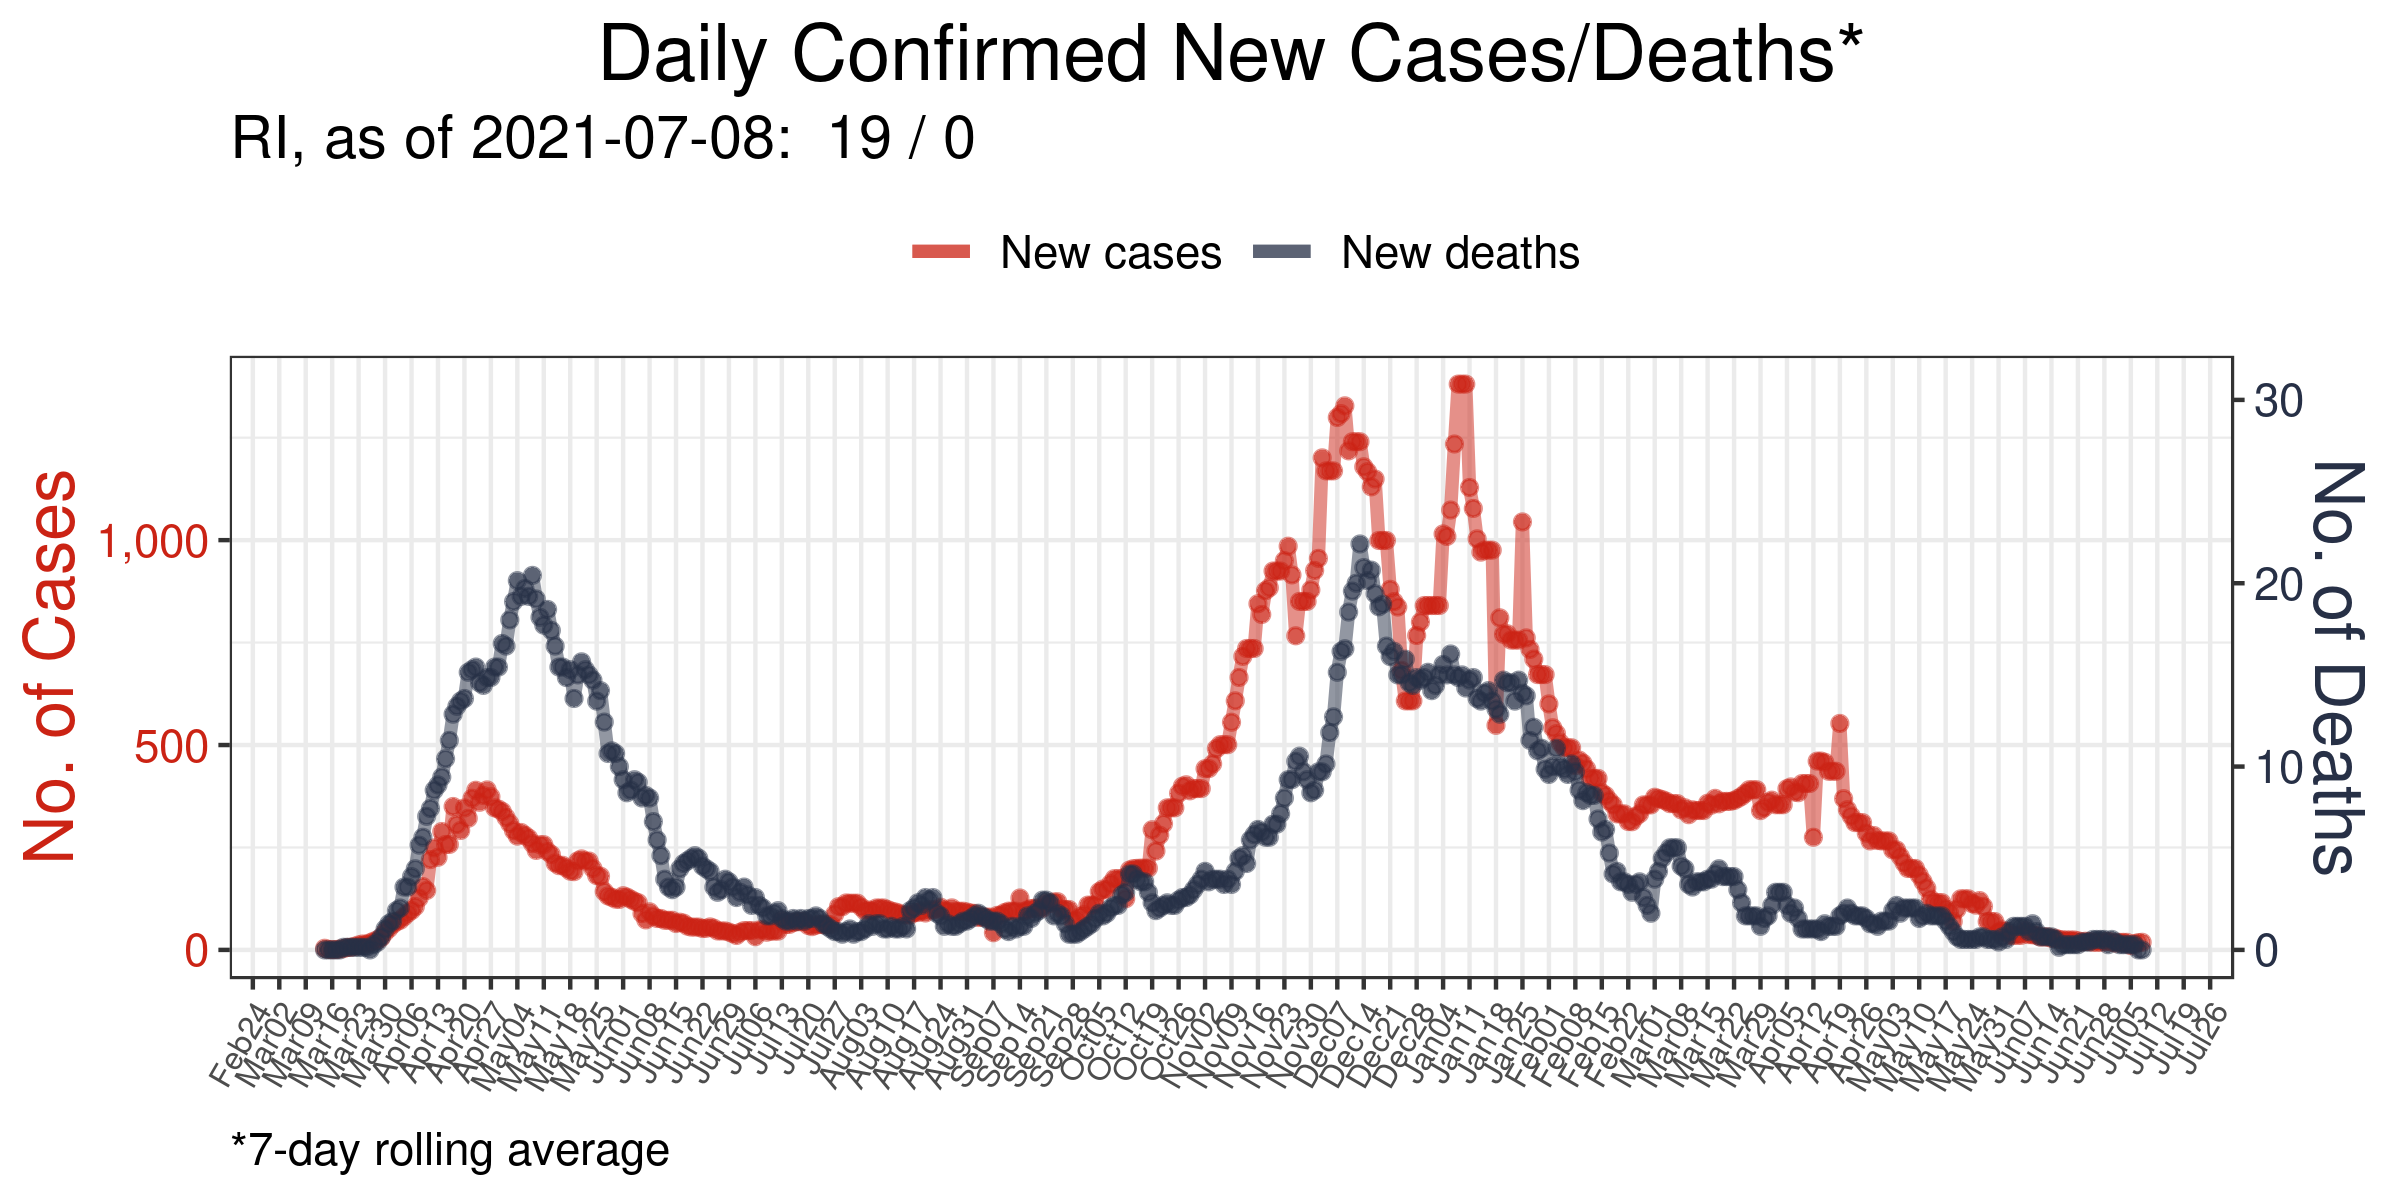 Daily Confirmed New Cases/Deaths*
RI, as of 2021-07-08:  19 / 0
New cases
New deaths
No. of Cases
1,000
500
0
No. of Deaths
30
20
10
0
Feb24
Mar02
Mar09
Mar16
Mar23
Mar30
Apr06
Apr13
Apr20
Apr27
May04
May11
May18
May25
Jun01
Jun08
Jun15
Jun22
Jun29
Jul06
Jul13
Jul20
Jul27
Aug03
Aug10
Aug17
Aug24
Aug31
Sep07
Sep14
Sep21
Sep28
Oct05
Oct12
Oct19
Oct26
Nov02
Nov09
Nov16
Nov23
Nov30
Dec07
Dec14
Dec21
Dec28
Jan04
Jan11
Jan18
Jan25
Feb01
Feb08
Feb15
Feb22
Mar01
Mar08
Mar15
Mar22
Mar29
Apr05
Apr12
Apr19
Apr26
May03
May10
May17
May24
May31
Jun07
Jun14
Jun21
Jun28
Jul05
Jul12
Jul19
Jul26
*7-day rolling average